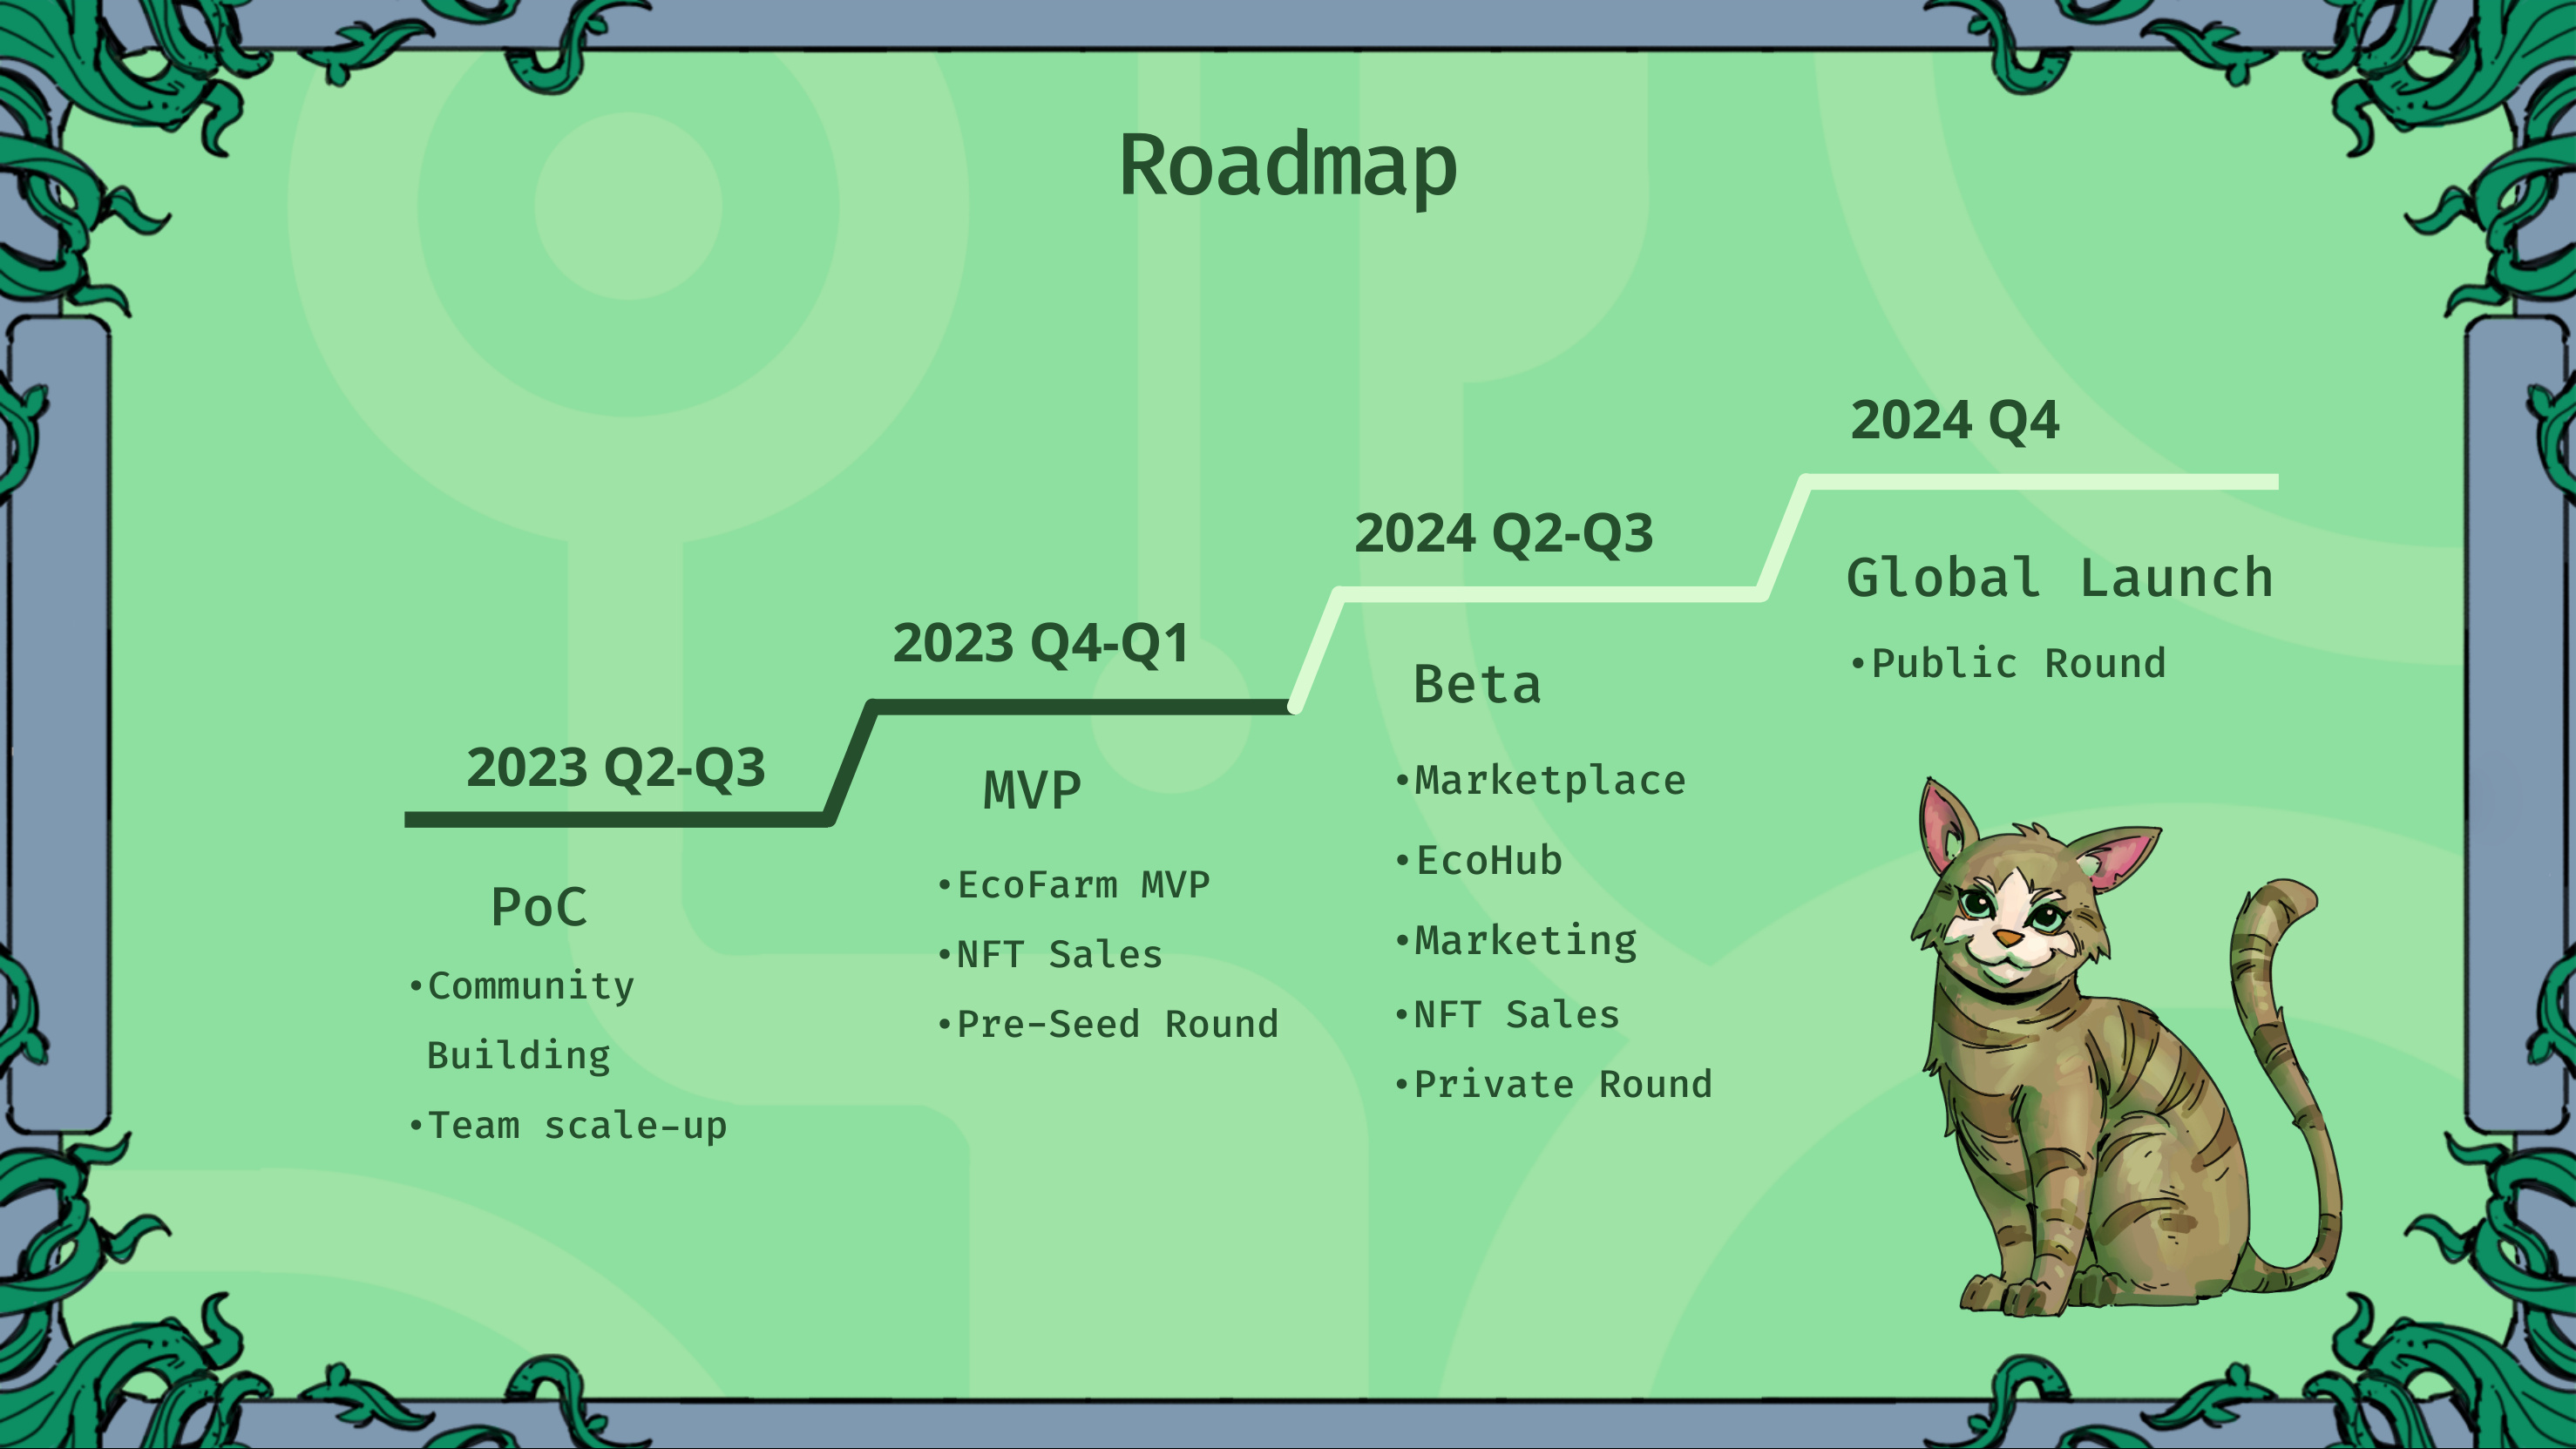 Roadmap
2023 Q2-Q3
PoC
•Community
Building
•Team scale-up
2023 Q4-Q1
MVP
•EcoFarm MVP
•NFT Sales
•Pre-Seed Round
2024 Q2-Q3
Beta
•Marketplace
•EcoHub
•Marketing
•NFT Sales
•Private Round
2024 Q4
Global Launch
•Public Round